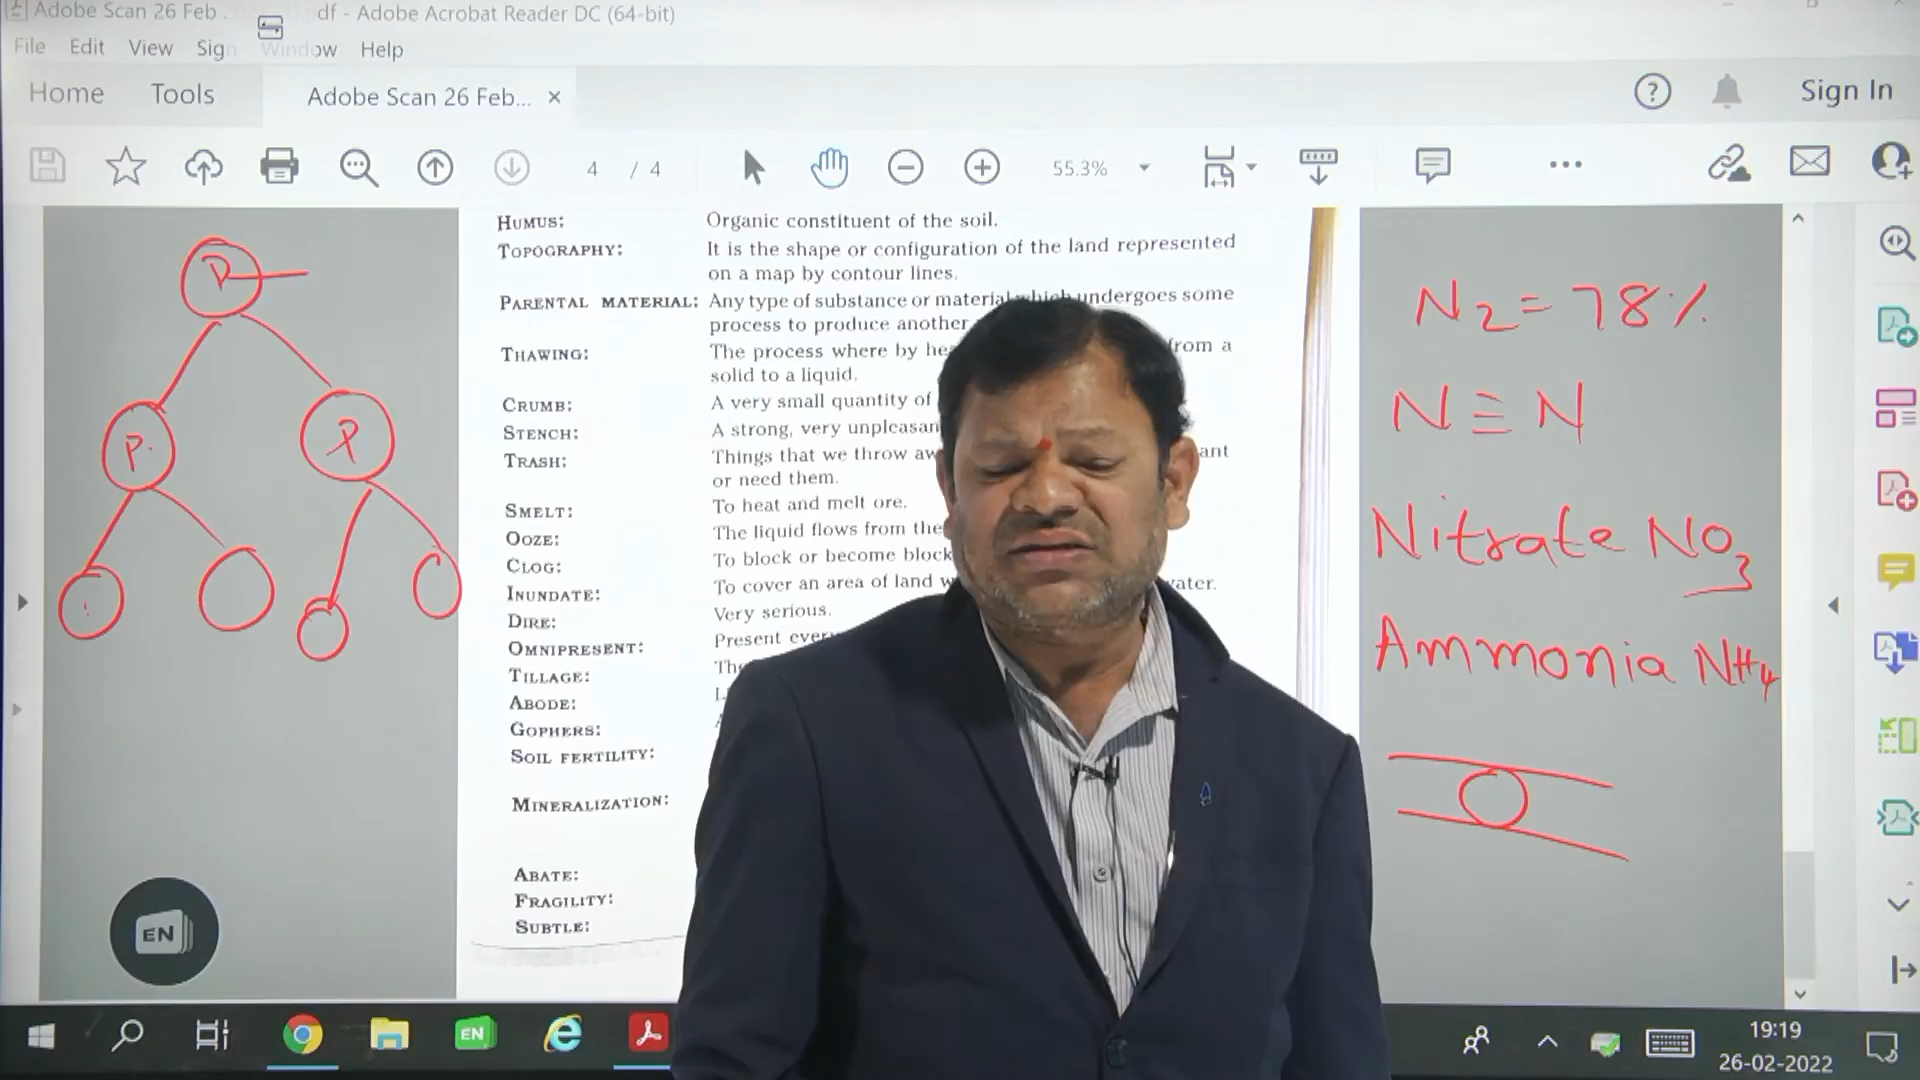 Adobe Scan 26 Feb pdf - Adobe Acrobat Reader DC (64-bit)
File Edit View Sign Window Help
Home Tools Adobe Scan 26 Feb... × ? Sign In
4 / 4 55.3%
HUMUS: Organic constituent of the soil.
TOPOGRAPHY: It is the shape or configuration of the land represented
on a map by contour lines.
PARENTAL MATERIAL: Any type of substance or material which undergoes some
process to produce another
THAWING: The process where by from a
solid to a liquid.
CRUMB: A very small quantity of
STENCH: A strong, very
TRASH: Things that we throw
or need them.
SMELT: To heat and melt ore.
OOZE: The liquid flows from the
CLOG: To block or become
INUNDATE: To cover an area of land water.
DIRE: Very serious.
OMNIPRESENT: Present
TILLAGE:
ABODE:
GOPHERS:
SOIL FERTILITY:
MINERALIZATION:
ABATE:
FRAGILITY:
SUBTLE:
P
P
N2 = 78%
N ≡ N
Nitrate NO3
Ammonia NH4
EN
EN
19:19
26-02-2022